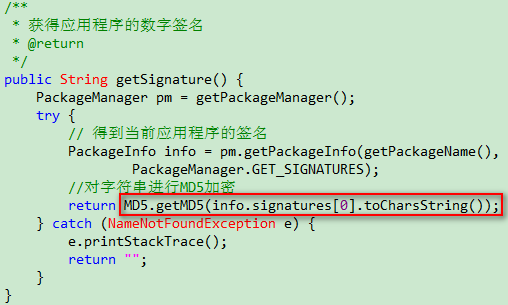 /**
 * 获得应用程序的数字签名
 * @return
 */
public String getSignature() {
    PackageManager pm = getPackageManager();
    try {
        // 得到当前应用程序的签名
        PackageInfo info = pm.getPackageInfo(getPackageName(),
                PackageManager.GET_SIGNATURES);
        //对字符串进行MD5加密
        return MD5.getMD5(info.signatures[0].toCharsString());
    } catch (NameNotFoundException e) {
        e.printStackTrace();
        return "";
    }
}